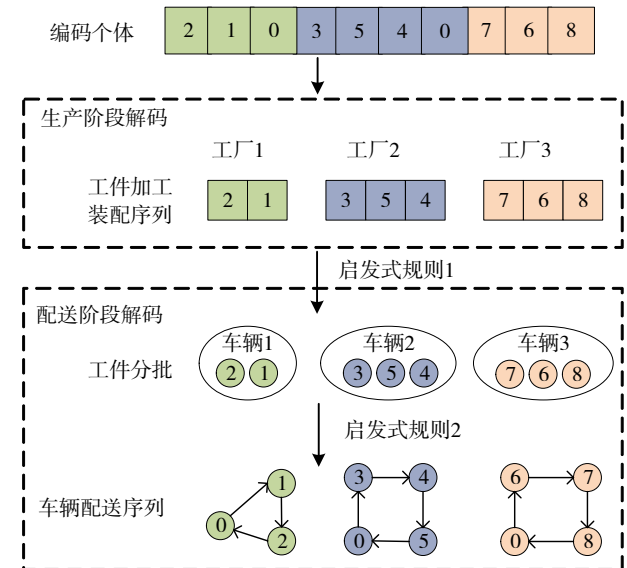 编码个体 2 1 0 3 5 4 0 7 6 8
生产阶段解码
工厂1 工厂2 工厂3
工件加工
装配序列
2 1 3 5 4 7 6 8
启发式规则1
配送阶段解码
车辆1 车辆2 车辆3
工件分批 2 1 3 5 4 7 6 8
启发式规则2
1 3 4 6 7
车辆配送序列
0 2 0 5 0 8